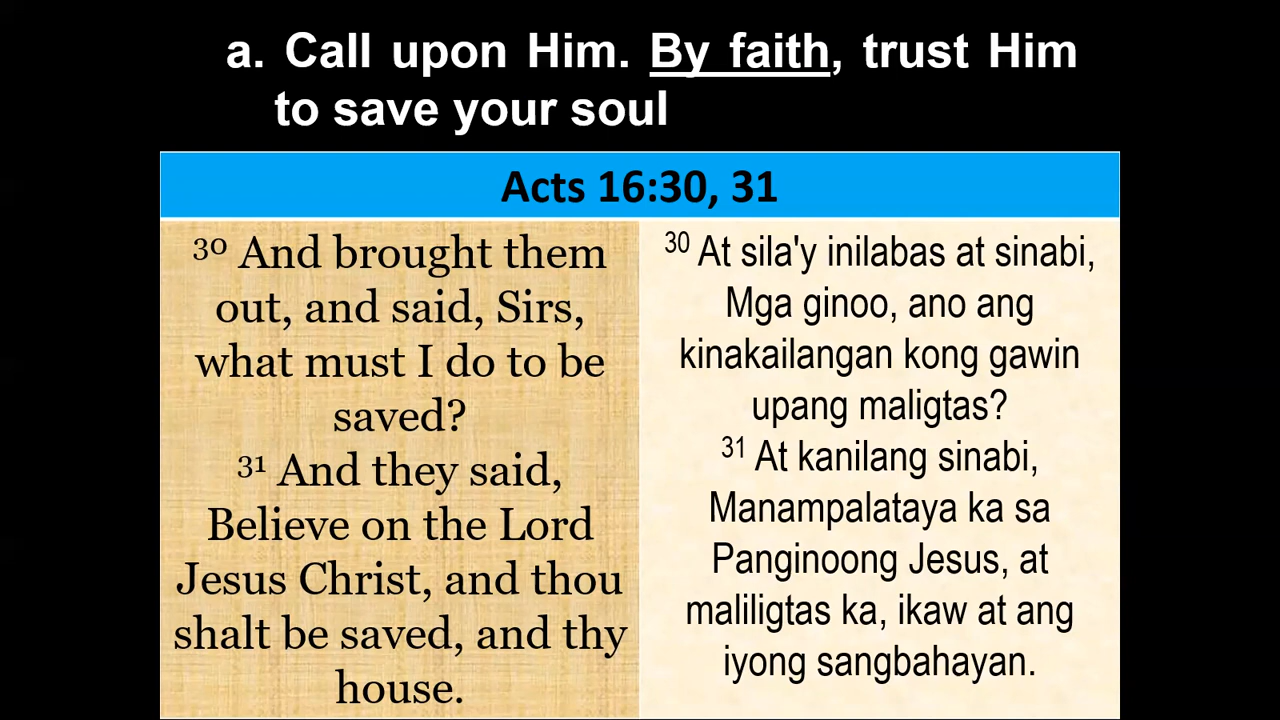 a. Call upon Him. By faith, trust Him
to save your soul
Acts 16:30, 31
30 And brought them
out, and said, Sirs,
what must I do to be
saved?
31 And they said,
Believe on the Lord
Jesus Christ, and thou
shalt be saved, and thy
house.
30 At sila'y inilabas at sinabi,
Mga ginoo, ano ang
kinakailangan kong gawin
upang maligtas?
31 At kanilang sinabi,
Manampalataya ka sa
Panginoong Jesus, at
maliligtas ka, ikaw at ang
iyong sangbahayan.